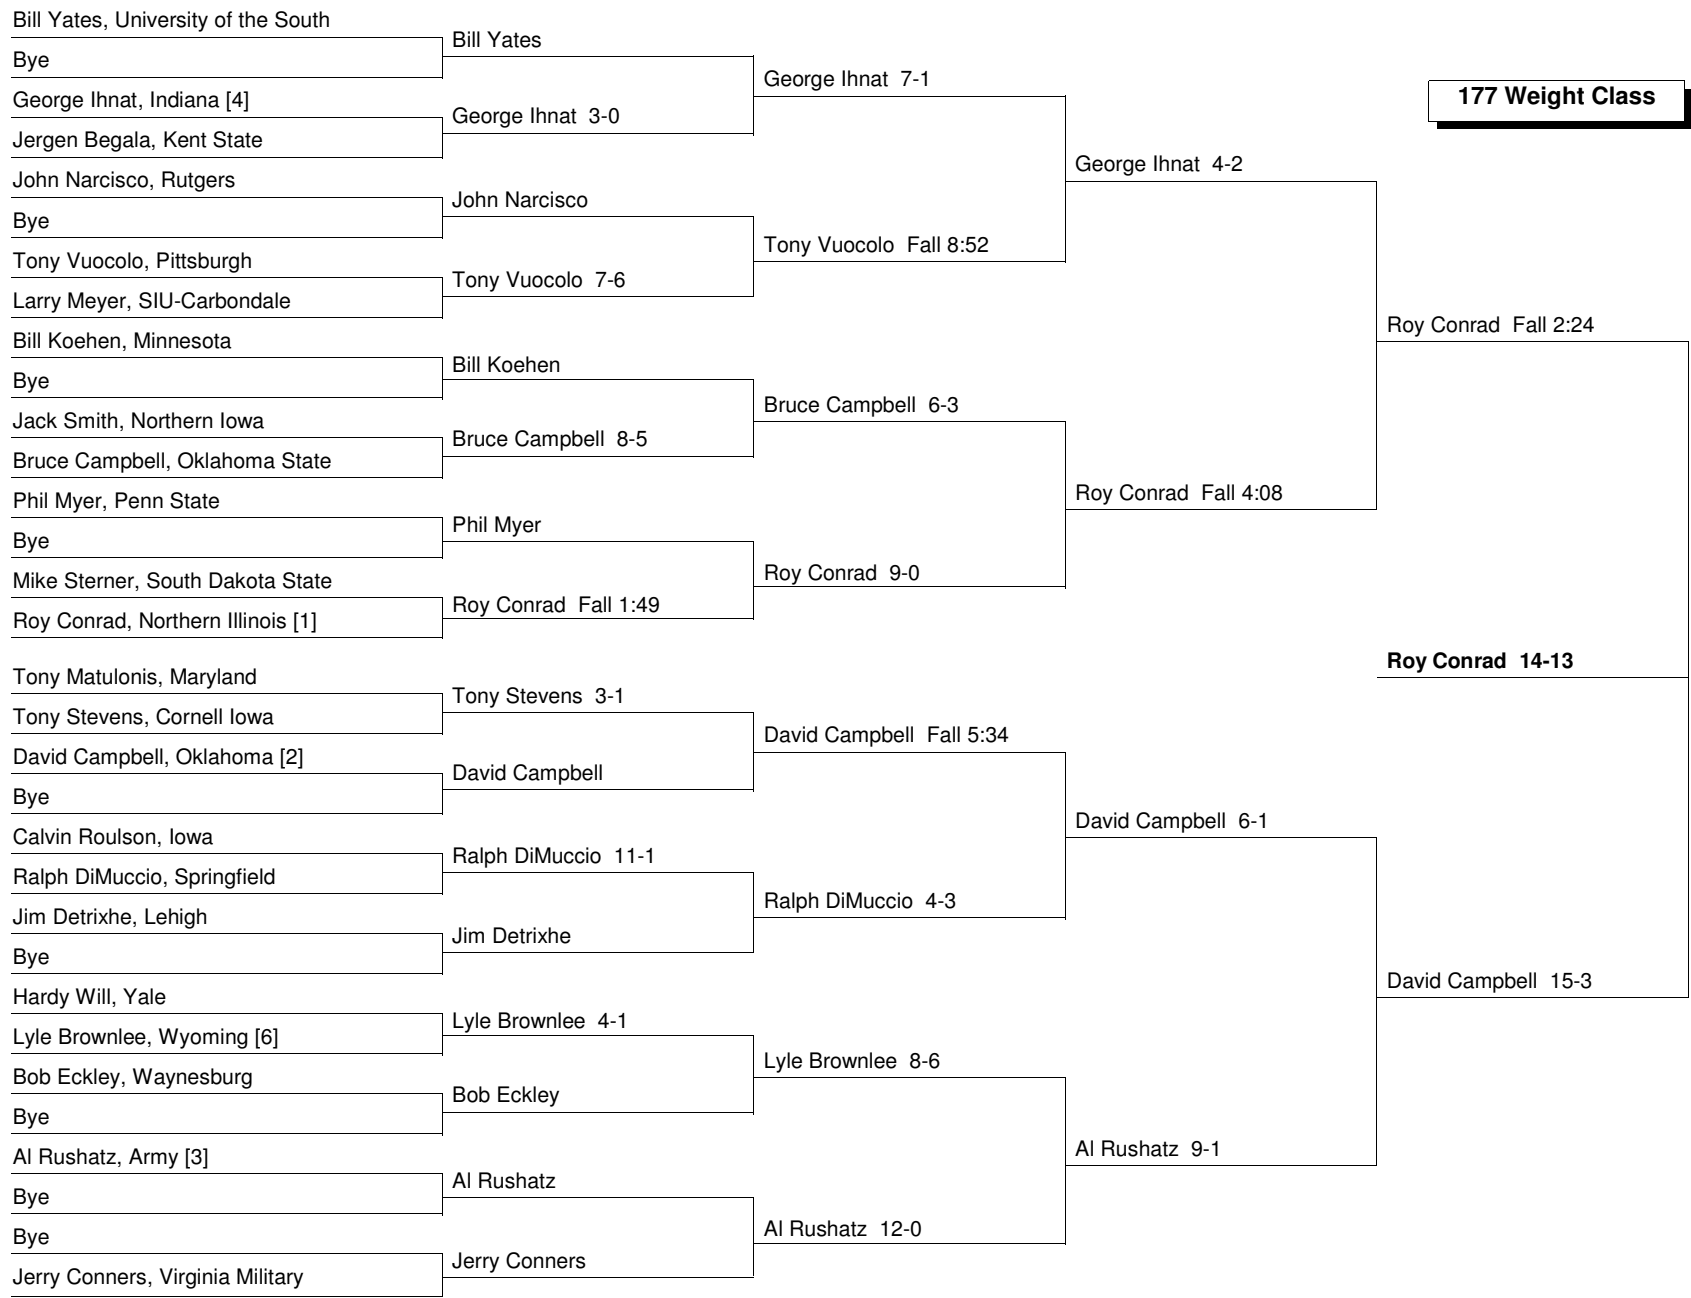 177 Weight Class
Bill Yates, University of the South
Bye
George Ihnat, Indiana [4]
Jergen Begala, Kent State
John Narcisco, Rutgers
Bye
Tony Vuocolo, Pittsburgh
Larry Meyer, SIU-Carbondale
Bill Koehen, Minnesota
Bye
Jack Smith, Northern Iowa
Bruce Campbell, Oklahoma State
Phil Myer, Penn State
Bye
Mike Sterner, South Dakota State
Roy Conrad, Northern Illinois [1]
Tony Matulonis, Maryland
Tony Stevens, Cornell Iowa
David Campbell, Oklahoma [2]
Bye
Calvin Roulson, Iowa
Ralph DiMuccio, Springfield
Jim Detrixhe, Lehigh
Bye
Hardy Will, Yale
Lyle Brownlee, Wyoming [6]
Bob Eckley, Waynesburg
Bye
Al Rushatz, Army [3]
Bye
Bye
Jerry Conners, Virginia Military
Bill Yates
George Ihnat 3-0
John Narcisco
Tony Vuocolo 7-6
Bill Koehen
Bruce Campbell 8-5
Phil Myer
Roy Conrad Fall 1:49
Tony Stevens 3-1
David Campbell
Ralph DiMuccio 11-1
Jim Detrixhe
Lyle Brownlee 4-1
Bob Eckley
Al Rushatz
Jerry Conners
George Ihnat 7-1
Tony Vuocolo Fall 8:52
Bruce Campbell 6-3
Roy Conrad 9-0
David Campbell Fall 5:34
Ralph DiMuccio 4-3
Lyle Brownlee 8-6
Al Rushatz 12-0
George Ihnat 4-2
Roy Conrad Fall 4:08
David Campbell 6-1
Al Rushatz 9-1
Roy Conrad Fall 2:24
David Campbell 15-3
Roy Conrad 14-13